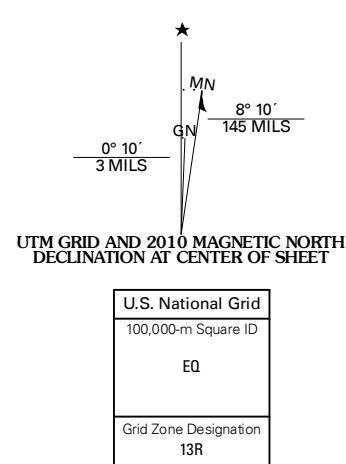 MN
8° 10´
145 MILS
GN
0° 10´
3 MILS
UTM GRID AND 2010 MAGNETIC NORTH
DECLINATION AT CENTER OF SHEET
U.S. National Grid
100,000-m Square ID
EQ
Grid Zone Designation
13R